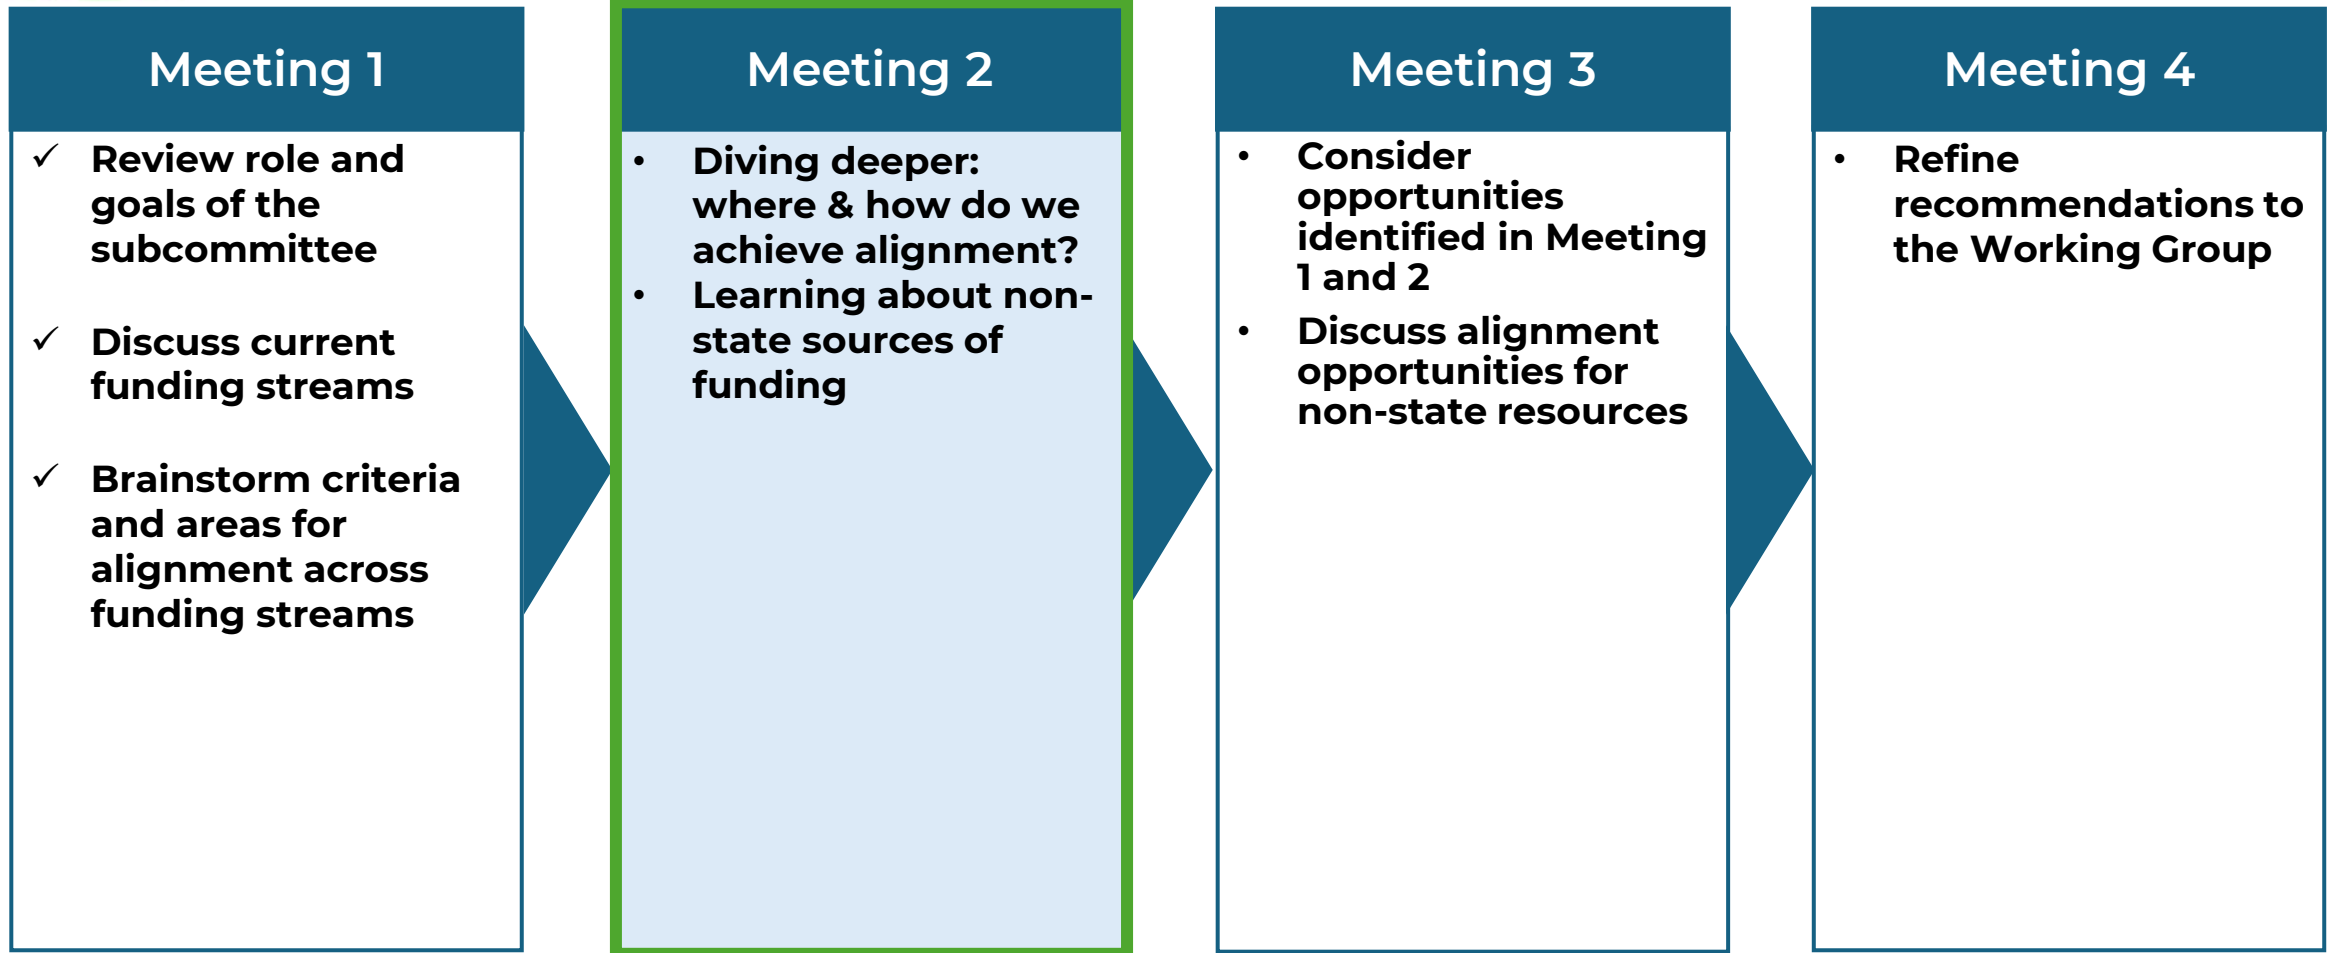 Meeting 1
✓ Review role and
goals of the
subcommittee
✓ Discuss current
funding streams
✓ Brainstorm criteria
and areas for
alignment across
funding streams
Meeting 2
• Diving deeper:
where & how do we
achieve alignment?
• Learning about non-
state sources of
funding
Meeting 3
• Consider
opportunities
identified in Meeting
1 and 2
• Discuss alignment
opportunities for
non-state resources
Meeting 4
• Refine
recommendations to
the Working Group